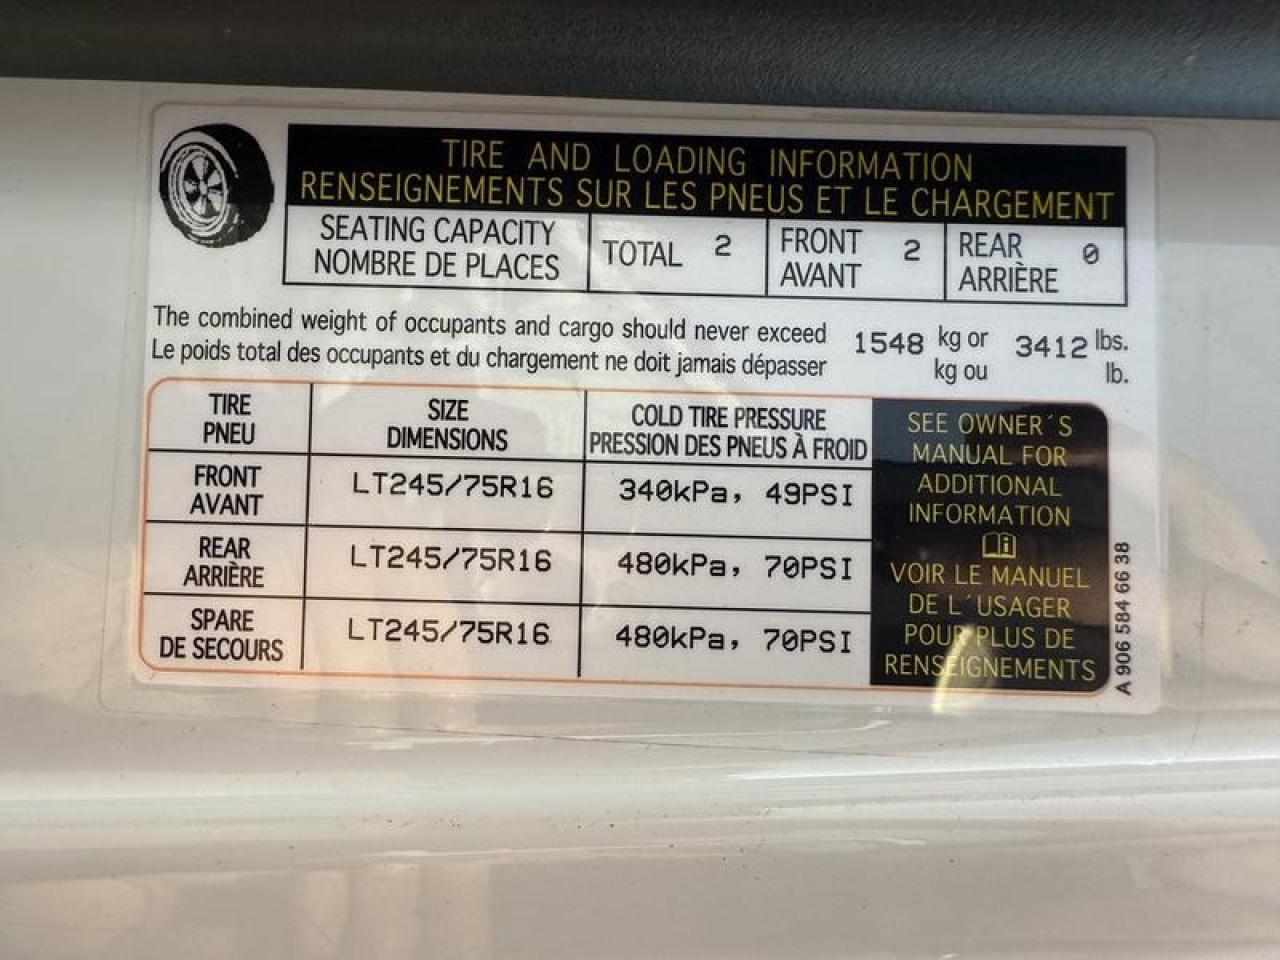 TIRE AND LOADING INFORMATION
RENSEIGNEMENTS SUR LES PNEUS ET LE CHARGEMENT
SEATING CAPACITY
NOMBRE DE PLACES
TOTAL 2
FRONT
AVANT
2
REAR
ARRIÈRE
0
The combined weight of occupants and cargo should never exceed
Le poids total des occupants et du chargement ne doit jamais dépasser
1548 kg or
kg ou
3412 lbs.
lb.
TIRE
PNEU
SIZE
DIMENSIONS
COLD TIRE PRESSURE
PRESSION DES PNEUS À FROID
FRONT
AVANT
LT245/75R16
340kPa, 49PSI
REAR
ARRIÈRE
LT245/75R16
480kPa, 70PSI
SPARE
DE SECOURS
LT245/75R16
480kPa, 70PSI
SEE OWNER´S
MANUAL FOR
ADDITIONAL
INFORMATION
VOIR LE MANUEL
DE L´USAGER
POUR PLUS DE
RENSEIGNEMENTS
A 906 584 66 38